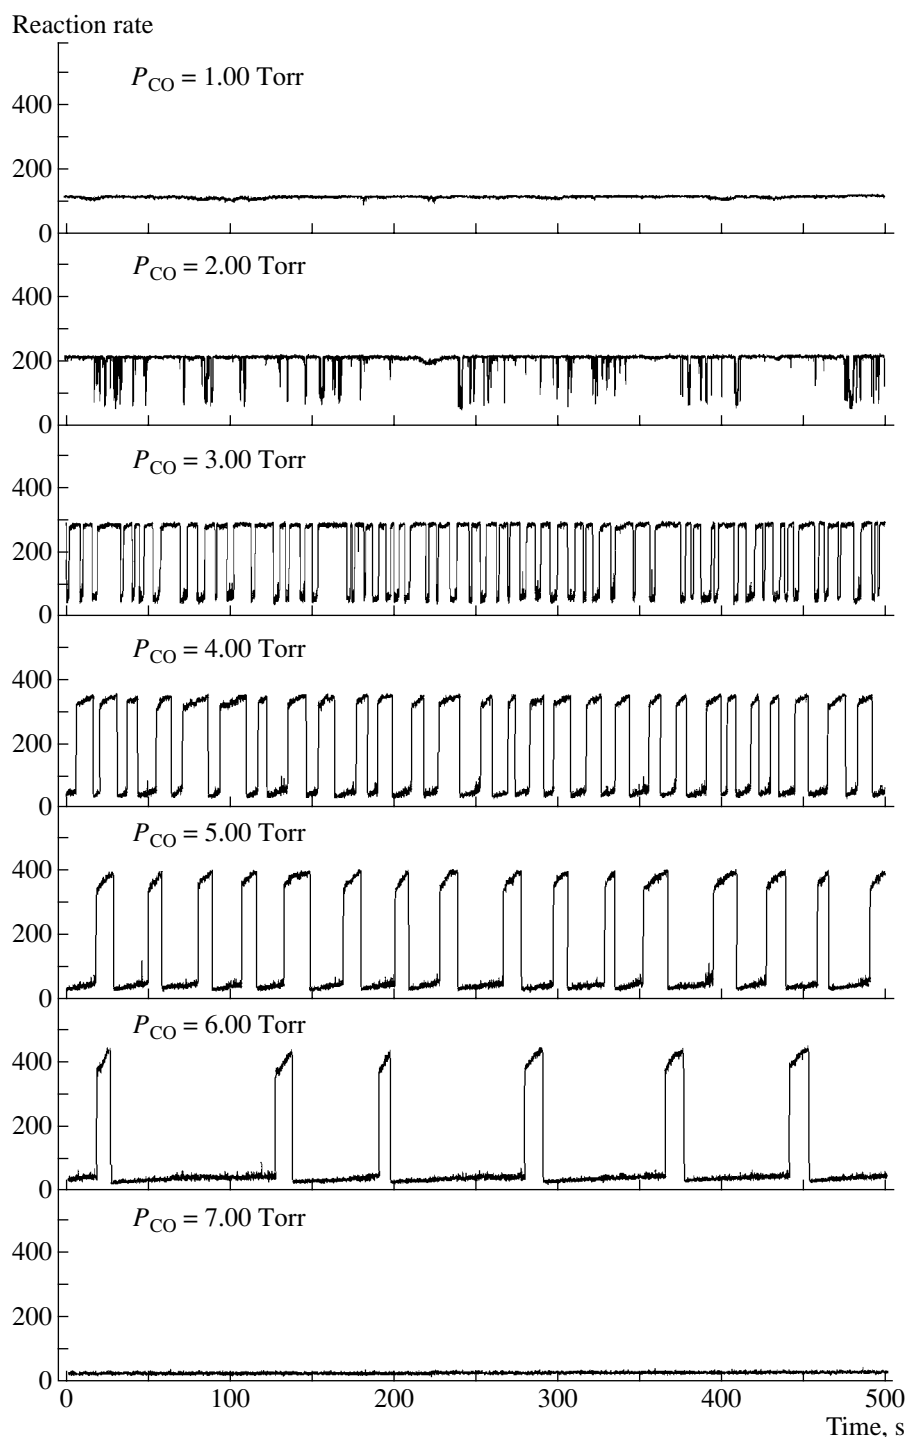 Reaction rate
P_CO = 1.00 Torr
400
200
0
P_CO = 2.00 Torr
400
200
0
P_CO = 3.00 Torr
400
200
0
P_CO = 4.00 Torr
400
200
0
P_CO = 5.00 Torr
400
200
0
P_CO = 6.00 Torr
400
200
0
P_CO = 7.00 Torr
400
200
0
0 100 200 300 400 500
Time, s